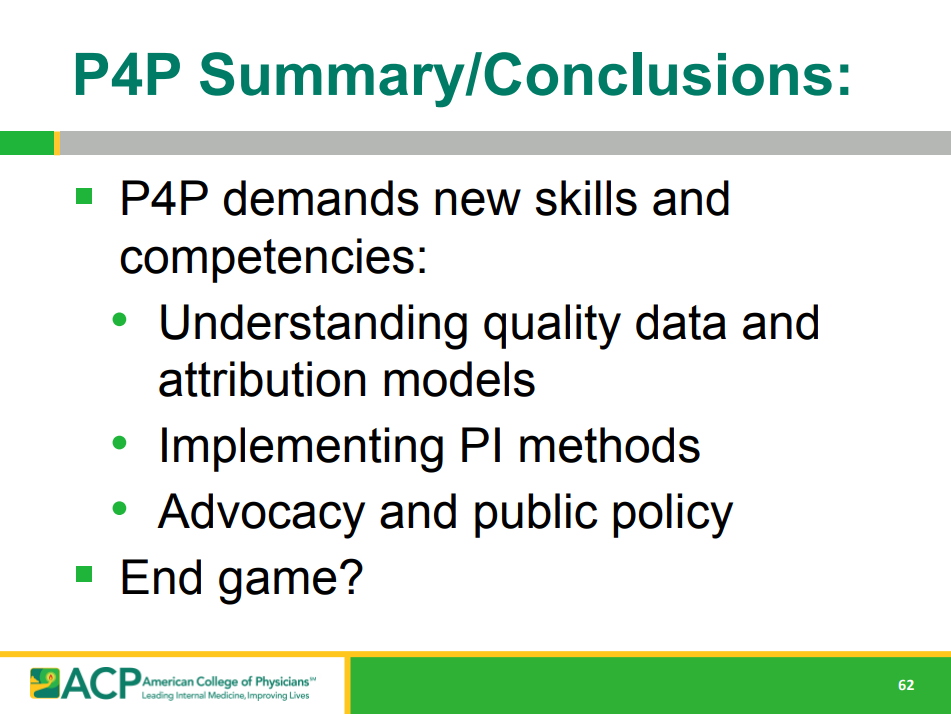 P4P Summary/Conclusions:
P4P demands new skills and
competencies:
Understanding quality data and
attribution models
Implementing PI methods
Advocacy and public policy
End game?
ACP American College of Physicians℠
Leading Internal Medicine, Improving Lives
62